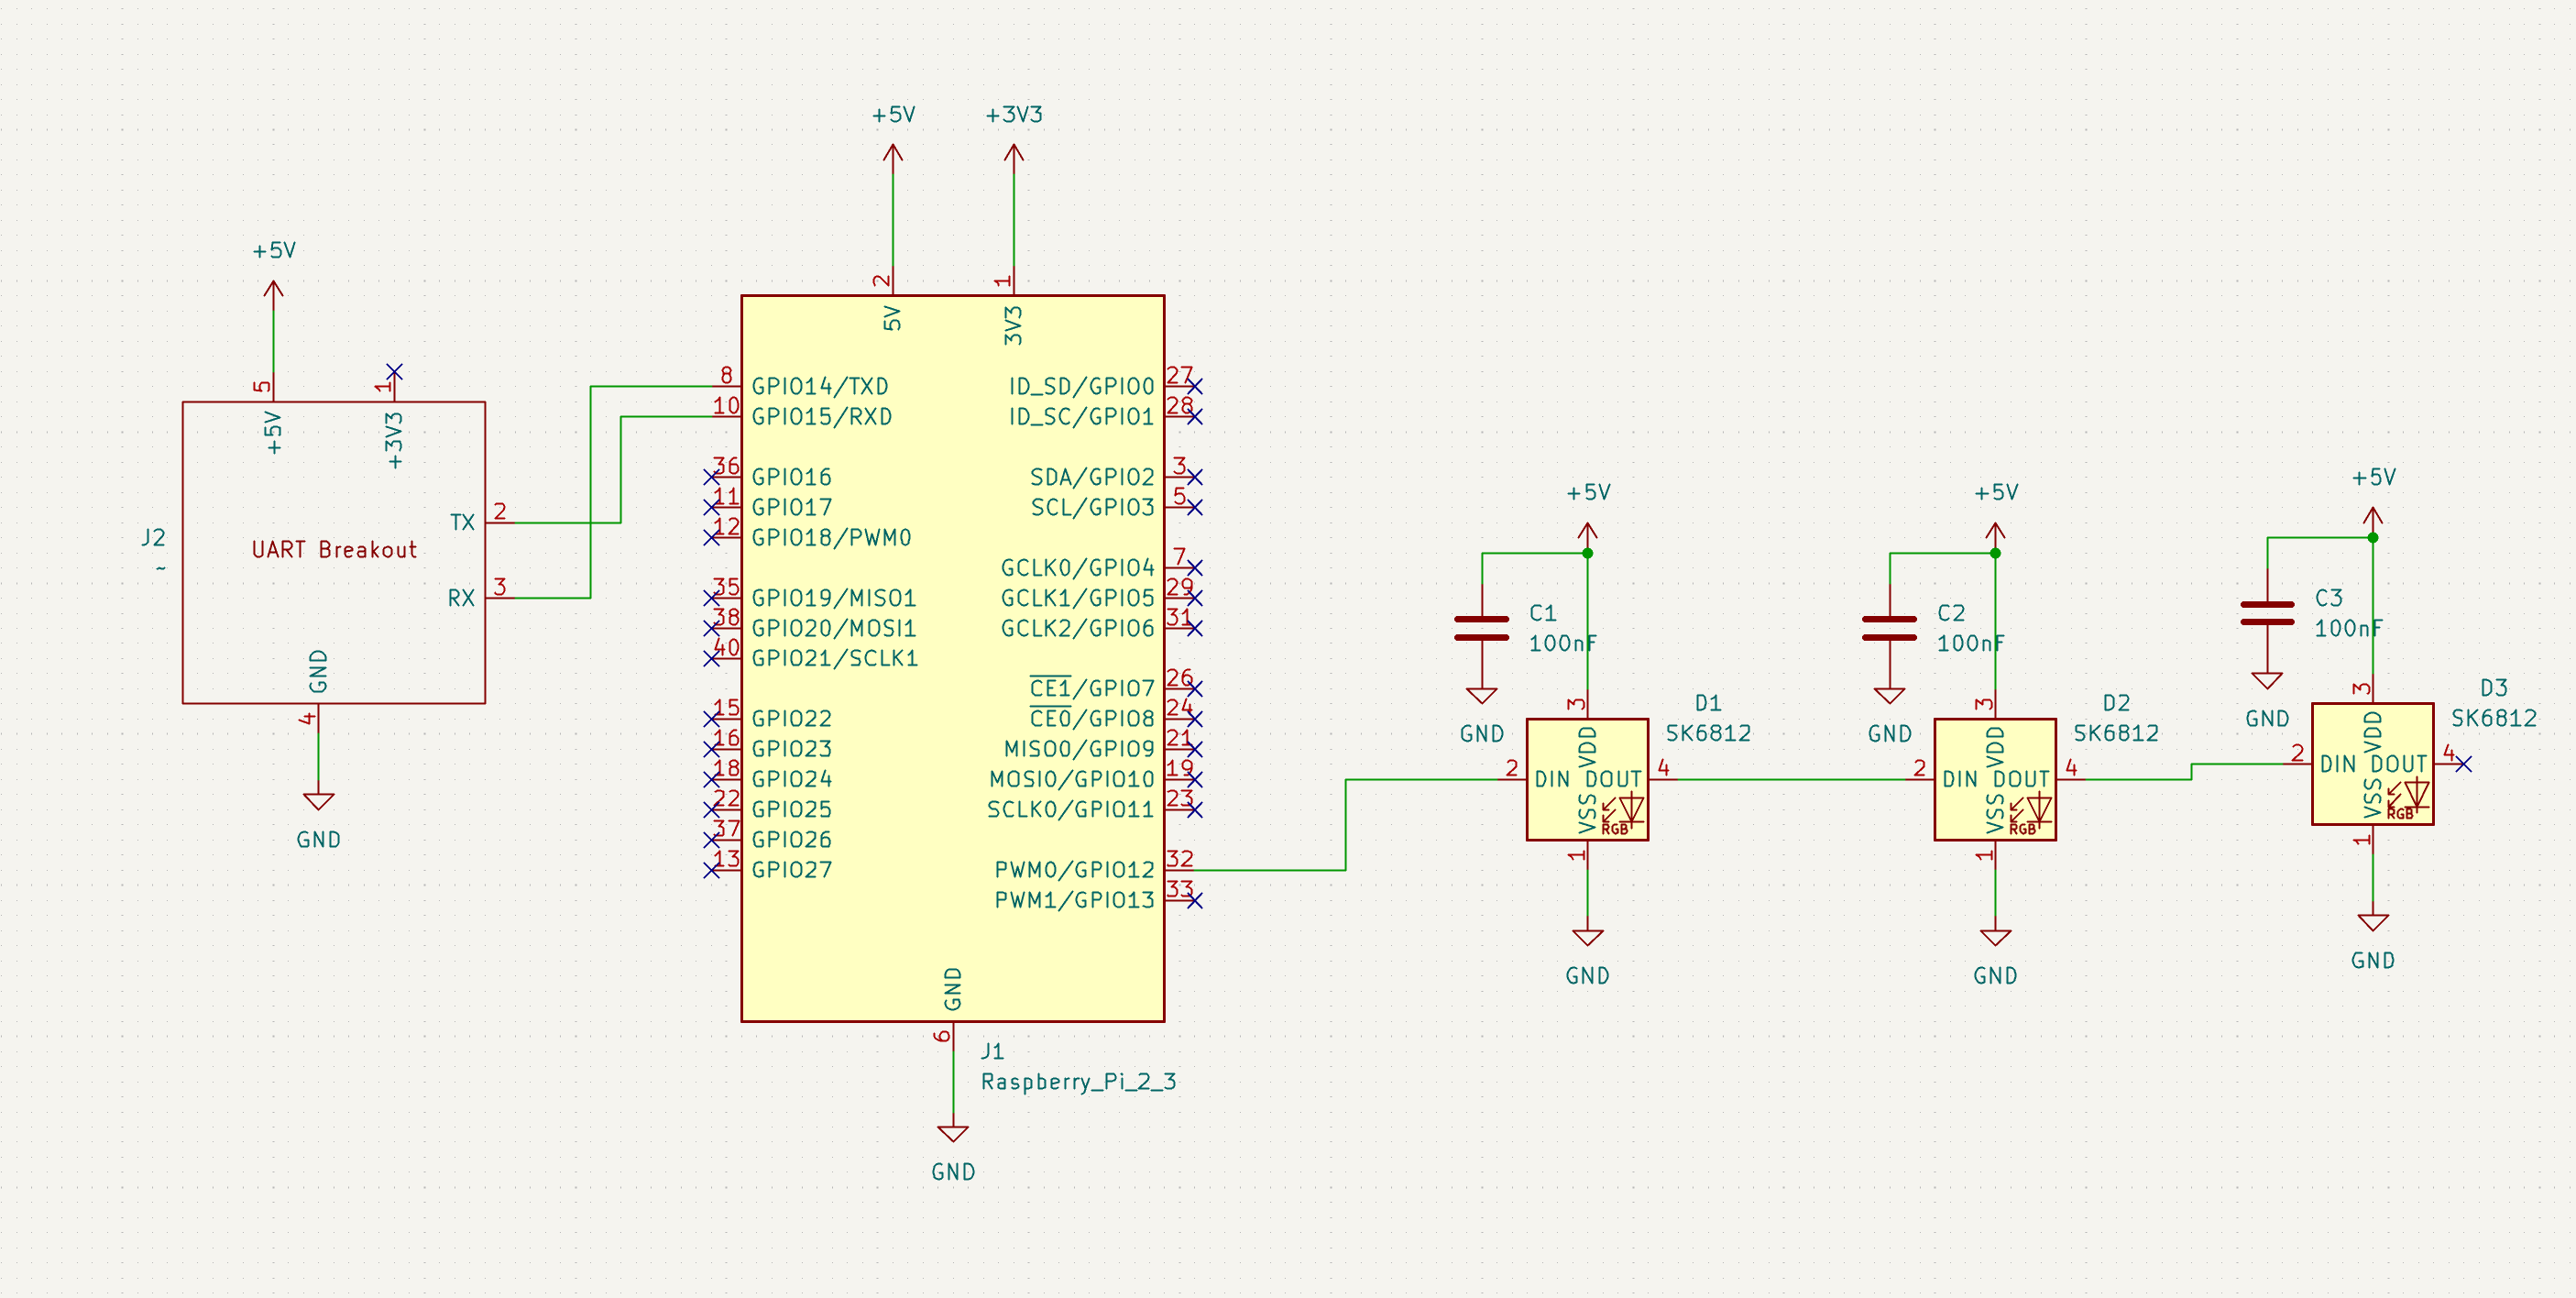 +5V
+3V3
2
1
5V
3V3
+5V
5
1
+5V
+3V3
TX
2
UART Breakout
RX
3
J2
~
GND
4
GND
8
GPIO14/TXD
10
GPIO15/RXD
36
GPIO16
11
GPIO17
12
GPIO18/PWM0
35
GPIO19/MISO1
38
GPIO20/MOSI1
40
GPIO21/SCLK1
15
GPIO22
16
GPIO23
18
GPIO24
22
GPIO25
37
GPIO26
13
GPIO27
ID_SD/GPIO0
27
ID_SC/GPIO1
28
SDA/GPIO2
3
SCL/GPIO3
5
GCLK0/GPIO4
7
GCLK1/GPIO5
29
GCLK2/GPIO6
31
CE1/GPIO7
26
CE0/GPIO8
24
MISO0/GPIO9
21
MOSI0/GPIO10
19
SCLK0/GPIO11
23
PWM0/GPIO12
32
PWM1/GPIO13
33
GND
6
J1
Raspberry_Pi_2_3
GND
+5V
C1
100nF
GND
D1
SK6812
3
VDD
2
DIN
DOUT
4
VSS
RGB
1
GND
+5V
C2
100nF
GND
D2
SK6812
3
VDD
2
DIN
DOUT
4
VSS
RGB
1
GND
+5V
C3
100nF
GND
D3
SK6812
3
VDD
2
DIN
DOUT
4
VSS
RGB
1
GND